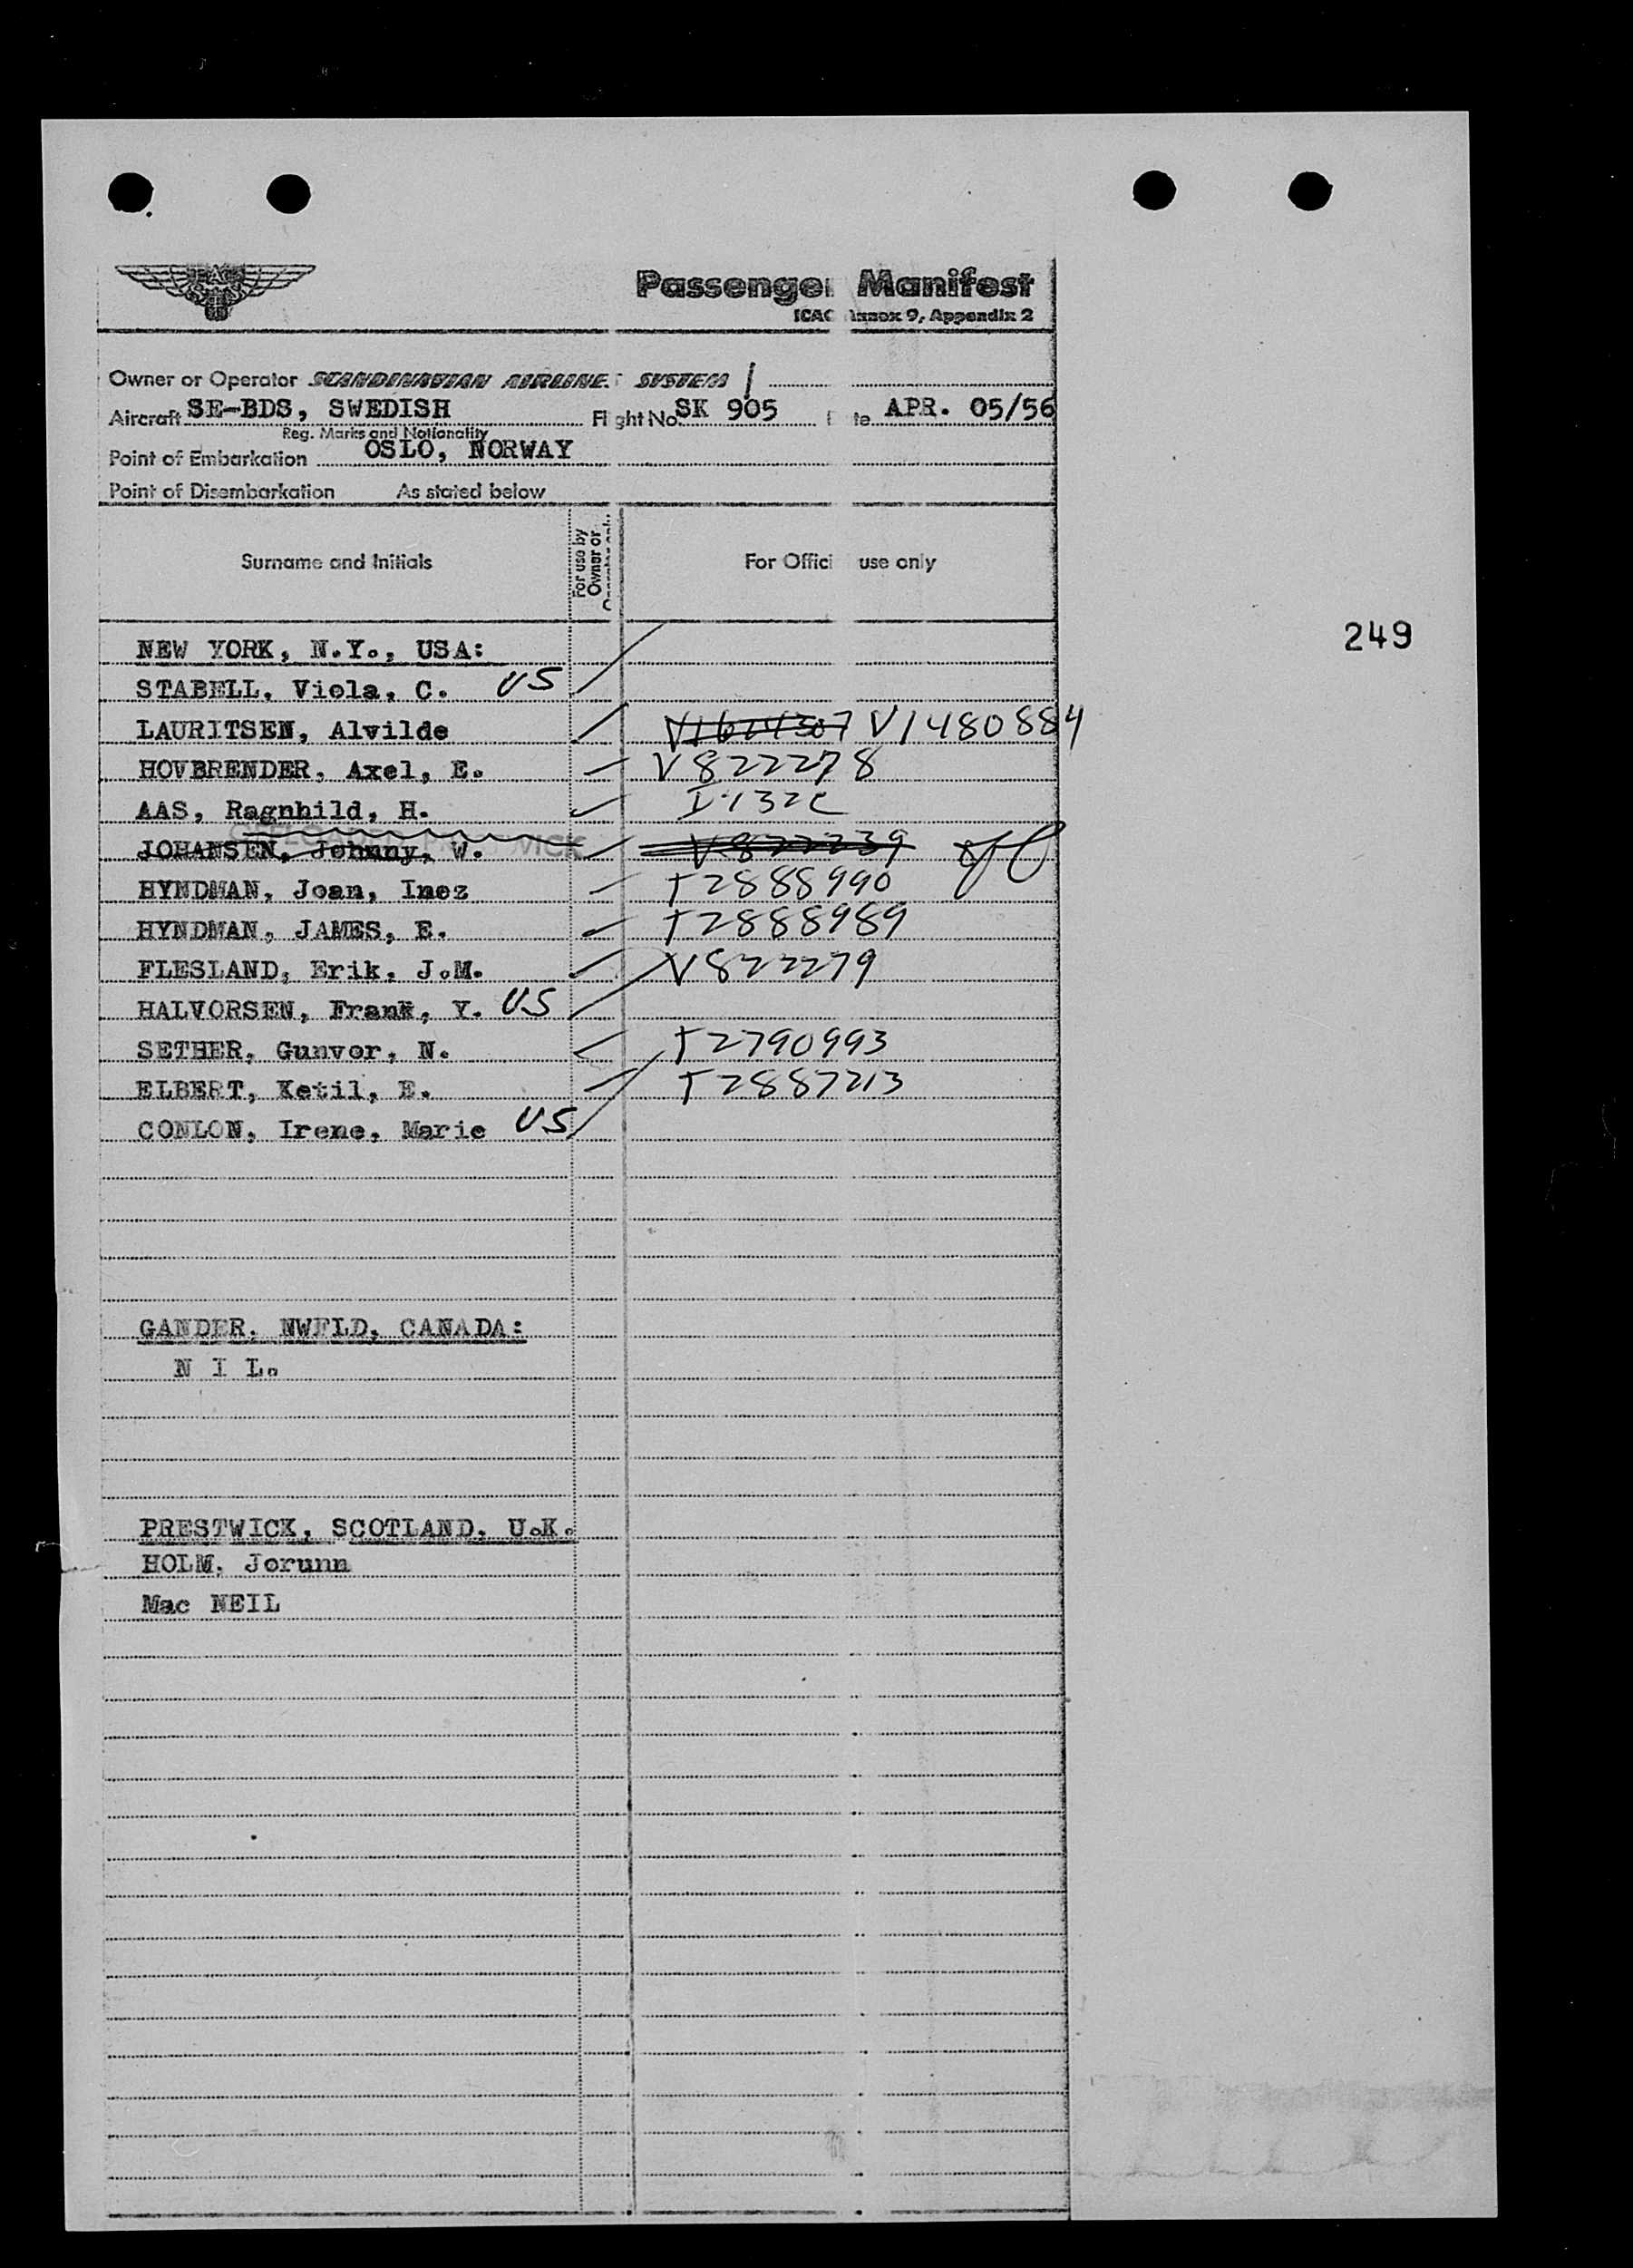 Passenger Manifest
ICAO Annex 9, Appendix 2
Owner or Operator SCANDINAVIAN AIRLINES SYSTEM
Aircraft SE-BDS, SWEDISH Flight No. SK 905 Date APR. 05/56
Reg. Marks and Nationality
Point of Embarkation OSLO, NORWAY
Point of Disembarkation As stated below
Surname and Initials For use by Owner or For Offici use only
249
NEW YORK, N.Y., USA:
STABELL, Viola, C. US
LAURITSEN, Alvilde V1624307 V1480884
HOVBRENDER, Axel, E. V822278
AAS, Ragnhild, H. I-132C
JOHANSEN, Johnny, W. V822239
HYNDMAN, Joan, Inez T2888990
HYNDMAN, JAMES, E. T2888989
FLESLAND, Erik, J.M. V822279
HALVORSEN, Frank, Y. US
SETHER, Gunvor, N. T2790993
ELBERT, Ketil, E. T2887213
CONLON, Irene, Marie US
GANDER, NWFLD, CANADA:
N I L.
PRESTWICK, SCOTLAND, U.K.
HOLM, Jorunn
Mac NEIL